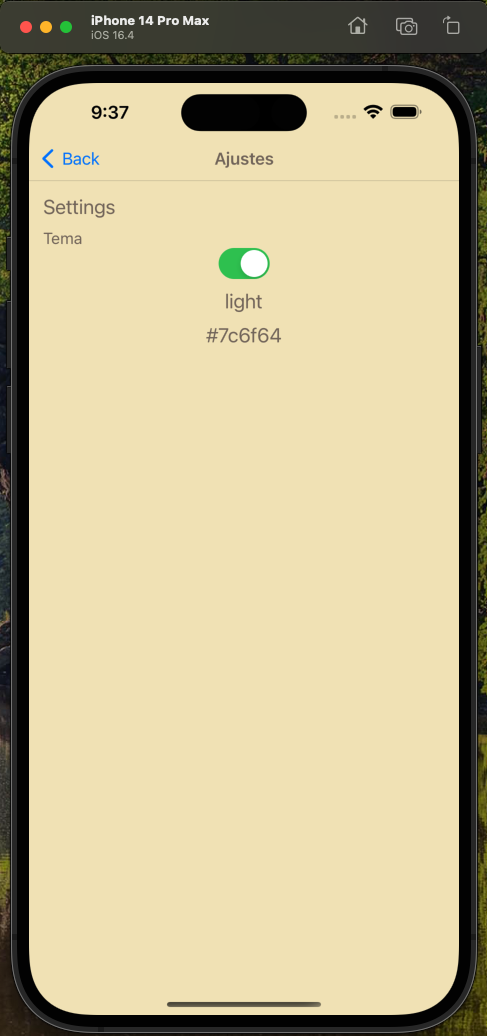 iPhone 14 Pro Max
iOS 16.4
9:37
Back Ajustes
Settings
Tema
light
#7c6f64